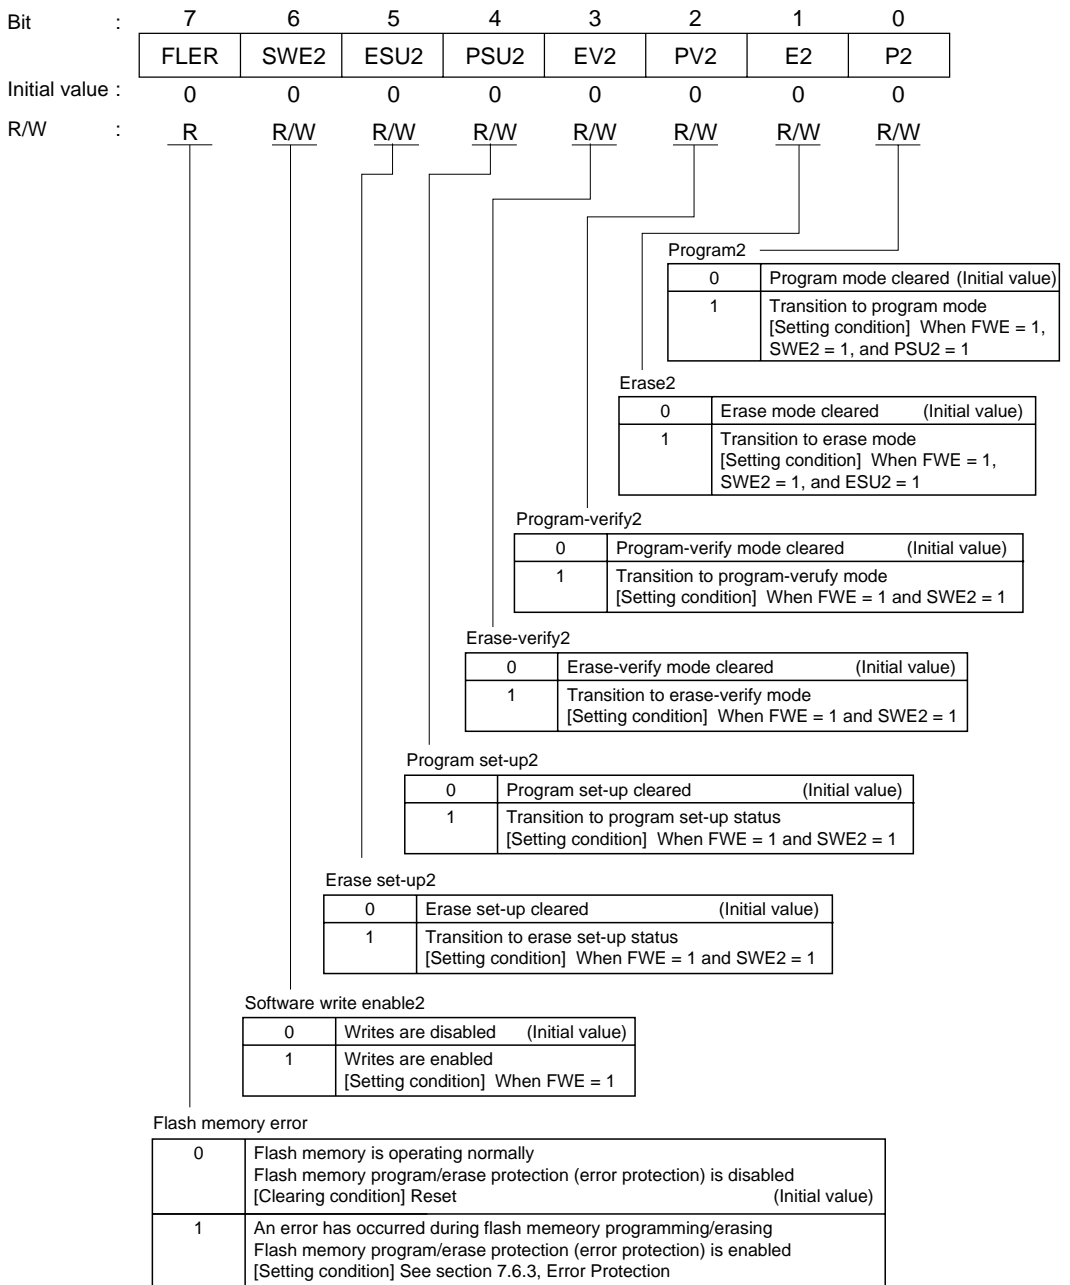 Bit : 7 6 5 4 3 2 1 0
FLER SWE2 ESU2 PSU2 EV2 PV2 E2 P2
Initial value : 0 0 0 0 0 0 0 0
R/W : R R/W R/W R/W R/W R/W R/W R/W
Program2
0 Program mode cleared (Initial value)
1 Transition to program mode
[Setting condition] When FWE = 1,
SWE2 = 1, and PSU2 = 1
Erase2
0 Erase mode cleared (Initial value)
1 Transition to erase mode
[Setting condition] When FWE = 1,
SWE2 = 1, and ESU2 = 1
Program-verify2
0 Program-verify mode cleared (Initial value)
1 Transition to program-verufy mode
[Setting condition] When FWE = 1 and SWE2 = 1
Erase-verify2
0 Erase-verify mode cleared (Initial value)
1 Transition to erase-verify mode
[Setting condition] When FWE = 1 and SWE2 = 1
Program set-up2
0 Program set-up cleared (Initial value)
1 Transition to program set-up status
[Setting condition] When FWE = 1 and SWE2 = 1
Erase set-up2
0 Erase set-up cleared (Initial value)
1 Transition to erase set-up status
[Setting condition] When FWE = 1 and SWE2 = 1
Software write enable2
0 Writes are disabled (Initial value)
1 Writes are enabled
[Setting condition] When FWE = 1
Flash memory error
0 Flash memory is operating normally
Flash memory program/erase protection (error protection) is disabled
[Clearing condition] Reset (Initial value)
1 An error has occurred during flash memeory programming/erasing
Flash memory program/erase protection (error protection) is enabled
[Setting condition] See section 7.6.3, Error Protection